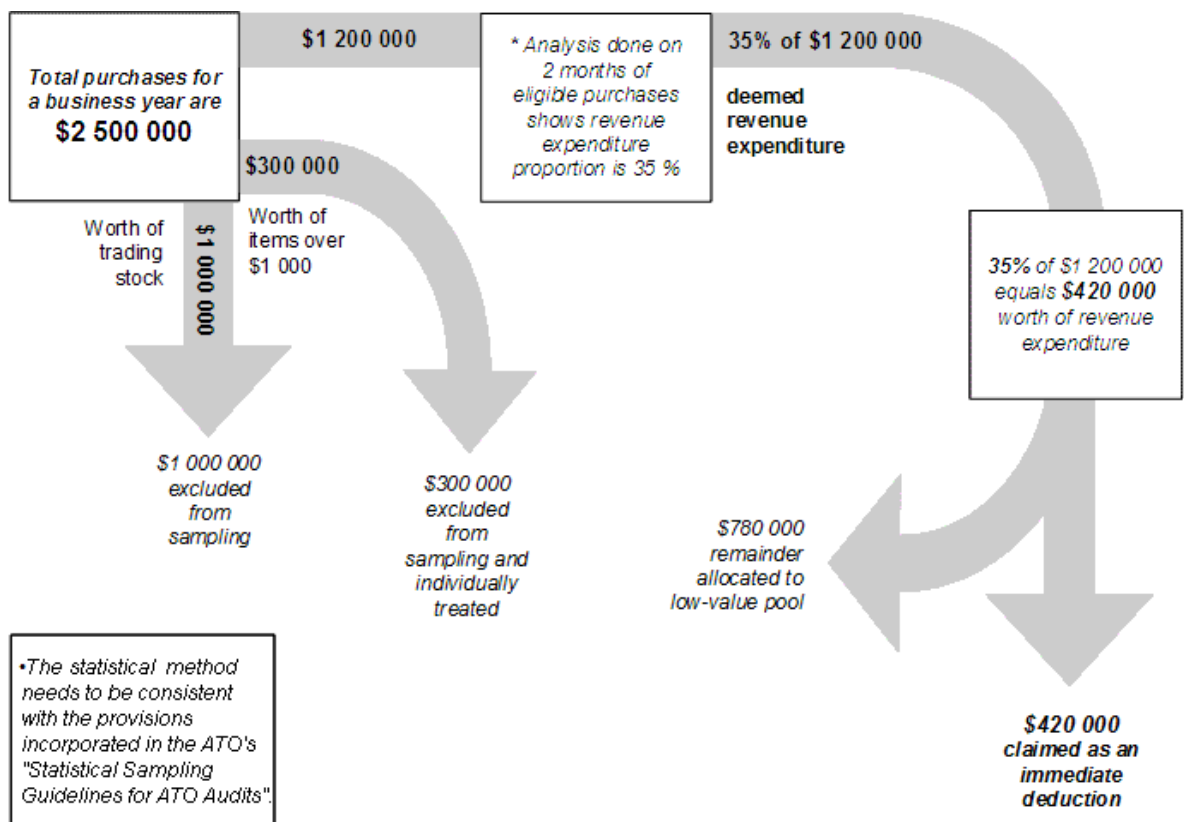 Total purchases for
a business year are
$2 500 000
$1 200 000
* Analysis done on
2 months of
eligible purchases
shows revenue
expenditure
proportion is 35 %
35% of $1 200 000
deemed
revenue
expenditure
$300 000
Worth of
items over
$1 000
Worth of
trading
stock
$1 000 000
35% of $1 200 000
equals $420 000
worth of revenue
expenditure
$1 000 000
excluded
from
sampling
$300 000
excluded
from
sampling and
individually
treated
$780 000
remainder
allocated to
low-value pool
$420 000
claimed as an
immediate
deduction
•The statistical method
needs to be consistent
with the provisions
incorporated in the ATO's
"Statistical Sampling
Guidelines for ATO Audits".